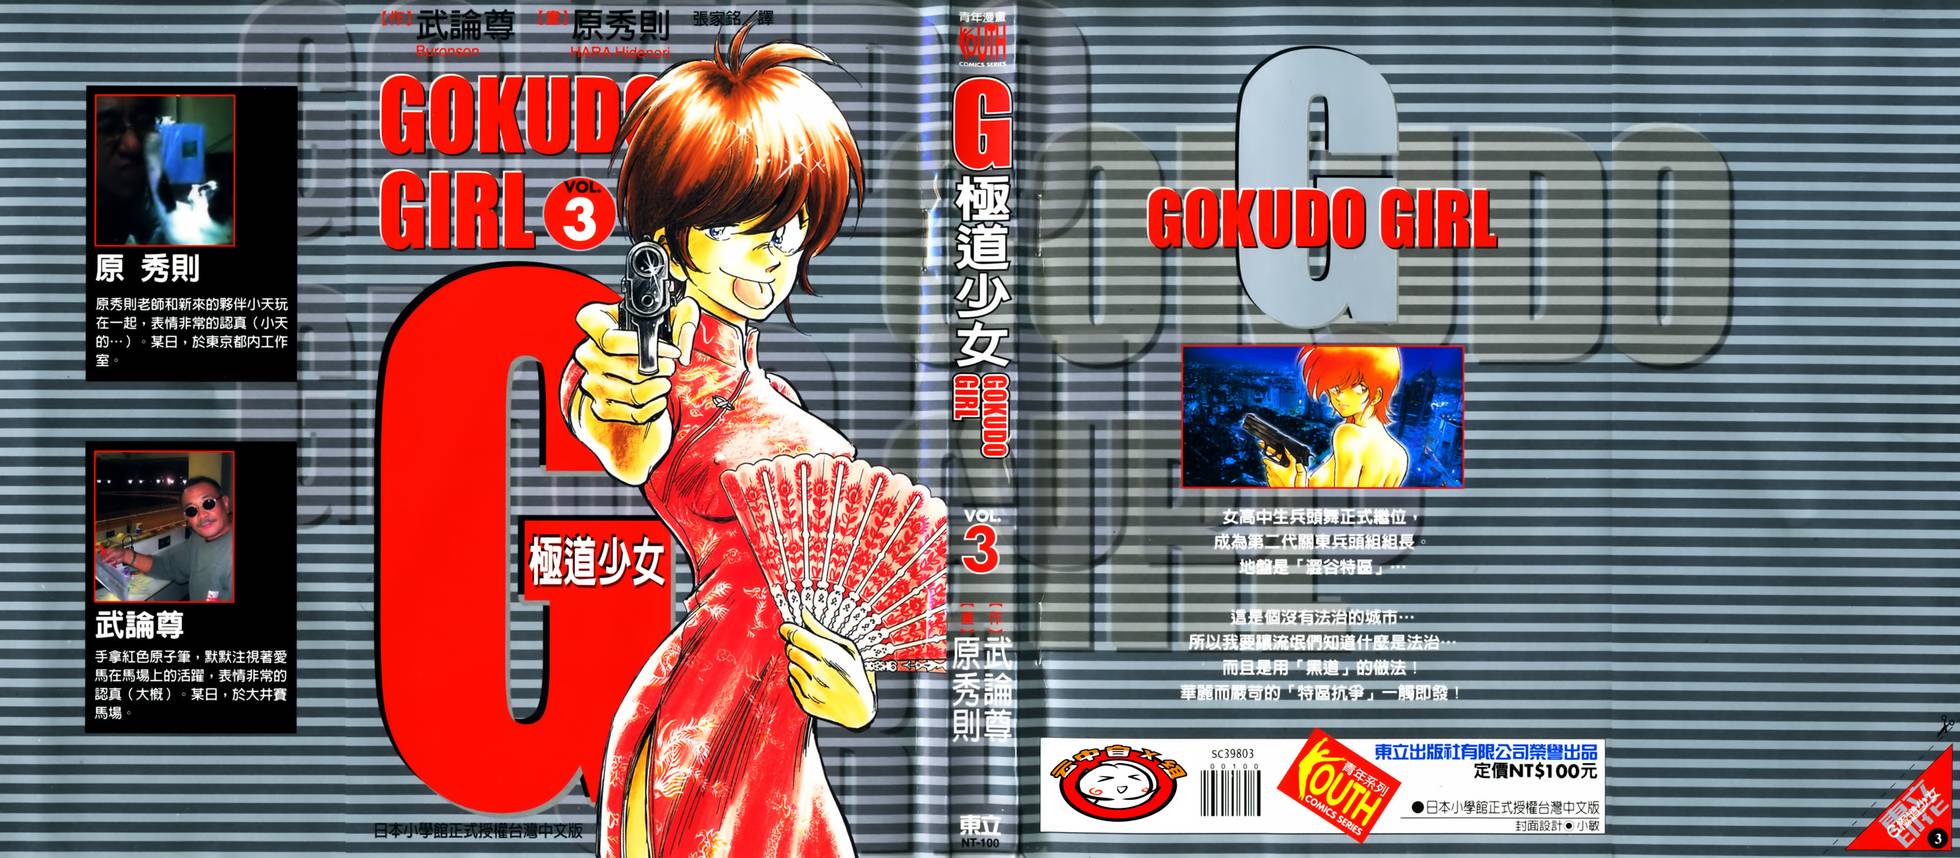 原 秀則
原秀則老師和新來的夥伴小天玩
在一起，表情非常的認真（小天
的…）。某日，於東京都内工作
室。
武論尊
手拿紅色原子筆，默默注視著愛
馬在馬場上的活躍，表情非常的
認真（大概）。某日，於大井賽
馬場。
【作】武論尊 【畫】原秀則 張家銘／譯
Buronson HARA Hidenori
GOKUDO
GIRL VOL. 3
G
極道少女
日本小學館正式授權台灣中文版
青年漫畫
YOUTH
COMICS SERIES
G
極道少女
GOKUDO
GIRL
VOL.
3
【作】武論尊
【畫】原秀則
東立
NT-100
G
GOKUDO GIRL
女高中生兵頭舞正式繼位，
成為第二代關東兵頭組組長。
地盤是「澀谷特區」…
這是個沒有法治的城市…
所以我要讓流氓們知道什麼是法治…
而且是用「黑道」的做法！
華麗而嚴苛的「特區抗爭」一觸即發！
SC39803
00100
青年系列
YOUTH
COMICS SERIES
東立出版社有限公司榮譽出品
定價NT$100元
●日本小學館正式授權台灣中文版
封面設計◉小敏
東立
極道少女
印花
3